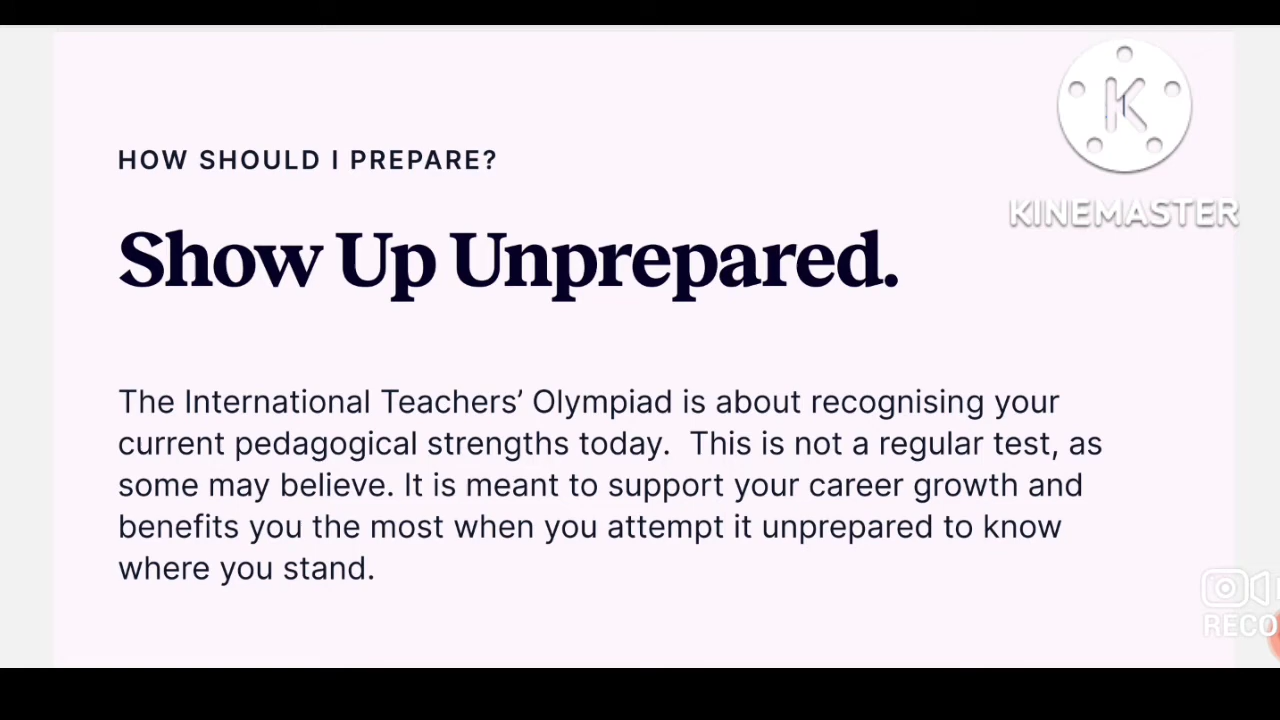 HOW SHOULD I PREPARE?
Show Up Unprepared.
The International Teachers’ Olympiad is about recognising your
current pedagogical strengths today. This is not a regular test, as
some may believe. It is meant to support your career growth and
benefits you the most when you attempt it unprepared to know
where you stand.
K
KINEMASTER
RECO